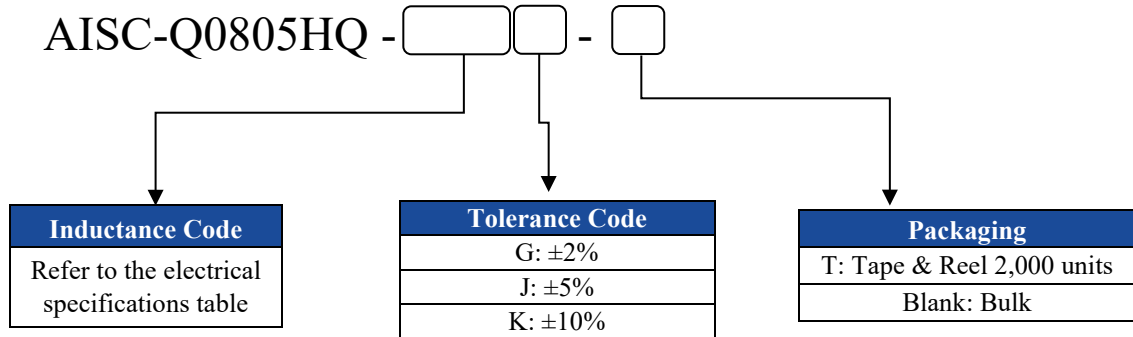 AISC-Q0805HQ - -
Inductance Code
Refer to the electrical
specifications table
Tolerance Code
G: ±2%
J: ±5%
K: ±10%
Packaging
T: Tape & Reel 2,000 units
Blank: Bulk